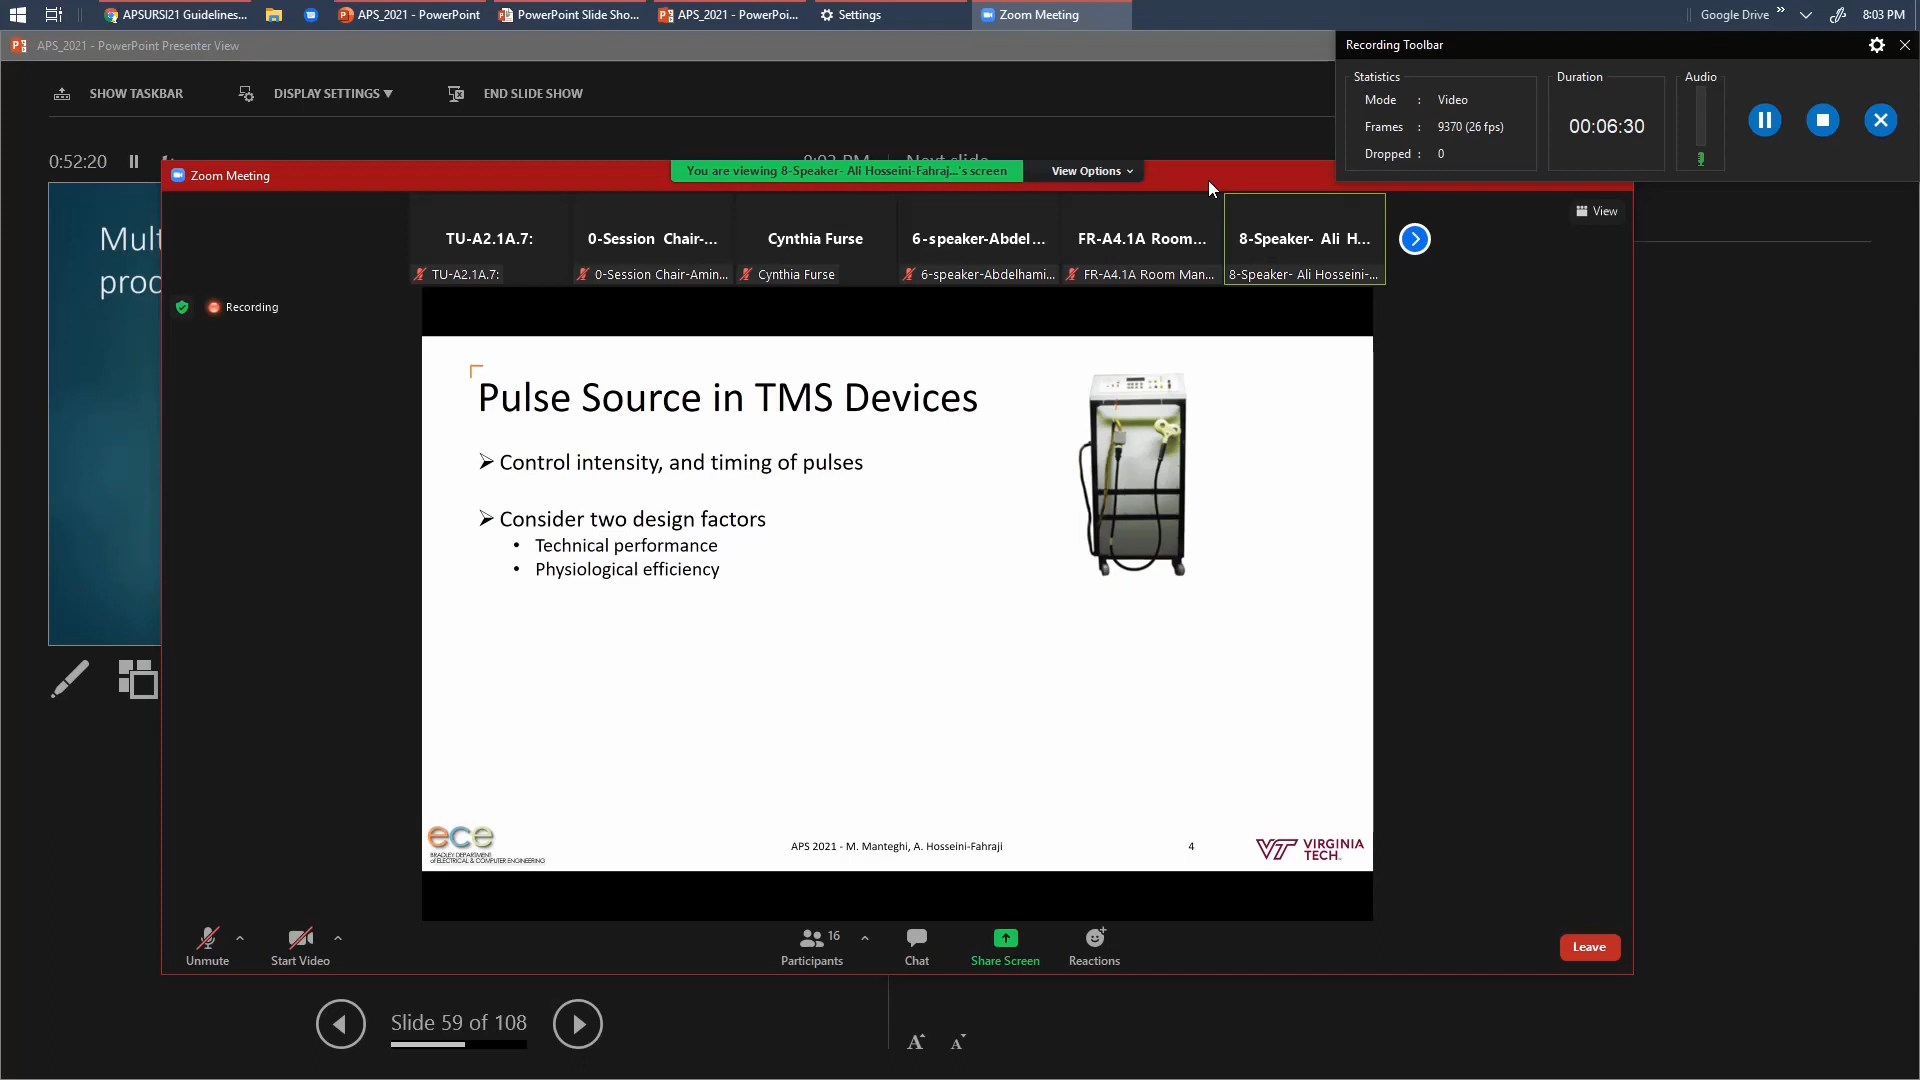 APSURSI21 Guidelines...
APS_2021 - PowerPoint
PowerPoint Slide Sho...
APS_2021 - PowerPoi...
Settings
Zoom Meeting
Google Drive
8:03 PM
APS_2021 - PowerPoint Presenter View
Recording Toolbar
SHOW TASKBAR
DISPLAY SETTINGS
END SLIDE SHOW
Statistics
Mode : Video
Frames : 9370 (26 fps)
Dropped : 0
Duration
00:06:30
Audio
0:52:20
Zoom Meeting
You are viewing 8-Speaker- Ali Hosseini-Fahraj...'s screen
View Options
TU-A2.1A.7:
0-Session Chair-...
Cynthia Furse
6-speaker-Abdel...
FR-A4.1A Room...
8-Speaker- Ali H...
View
TU-A2.1A.7:
0-Session Chair-Amin...
Cynthia Furse
6-speaker-Abdelhami...
FR-A4.1A Room Man...
8-Speaker- Ali Hosseini-...
Recording
Pulse Source in TMS Devices
Control intensity, and timing of pulses
Consider two design factors
• Technical performance
• Physiological efficiency
ece
BRADLEY DEPARTMENT
of ELECTRICAL & COMPUTER ENGINEERING
APS 2021 - M. Manteghi, A. Hosseini-Fahraji
4
VT VIRGINIA
TECH
Unmute
Start Video
16
Participants
Chat
Share Screen
Reactions
Leave
Slide 59 of 108
A
A